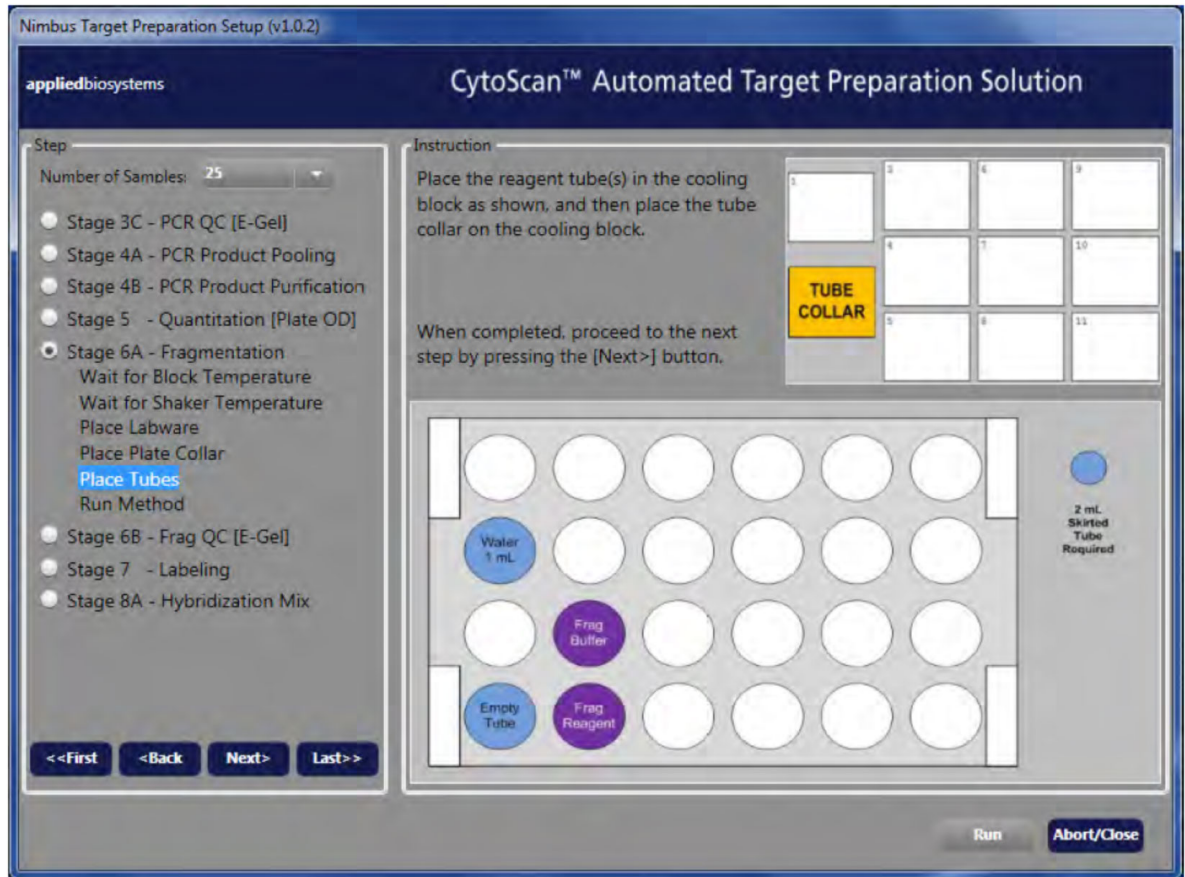 Nimbus Target Preparation Setup (v1.0.2)
appliedbiosystems
CytoScan™ Automated Target Preparation Solution
Step
Number of Samples: 25
Stage 3C - PCR QC [E-Gel]
Stage 4A - PCR Product Pooling
Stage 4B - PCR Product Purification
Stage 5 - Quantitation [Plate OD]
Stage 6A - Fragmentation
Wait for Block Temperature
Wait for Shaker Temperature
Place Labware
Place Plate Collar
Place Tubes
Run Method
Stage 6B - Frag QC [E-Gel]
Stage 7 - Labeling
Stage 8A - Hybridization Mix
<<First
<Back
Next>
Last>>
Instruction
Place the reagent tube(s) in the cooling
block as shown, and then place the tube
collar on the cooling block.
When completed, proceed to the next
step by pressing the [Next>] button.
1
TUBE
COLLAR
4
5
7
9
10
11
Water
1 mL
Frag
Buffer
Empty
Tube
Frag
Reagent
2 mL
Skirted
Tube
Required
Run
Abort/Close